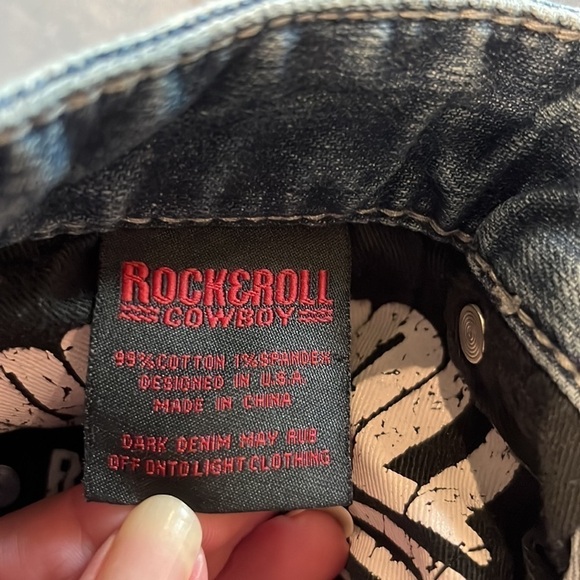 ROCK&ROLL
COWBOY
99% COTTON 1% SPANDEX
DESIGNED IN U.S.A
MADE IN CHINA
DARK DENIM MAY RUB
OFF ONTO LIGHT CLOTHING